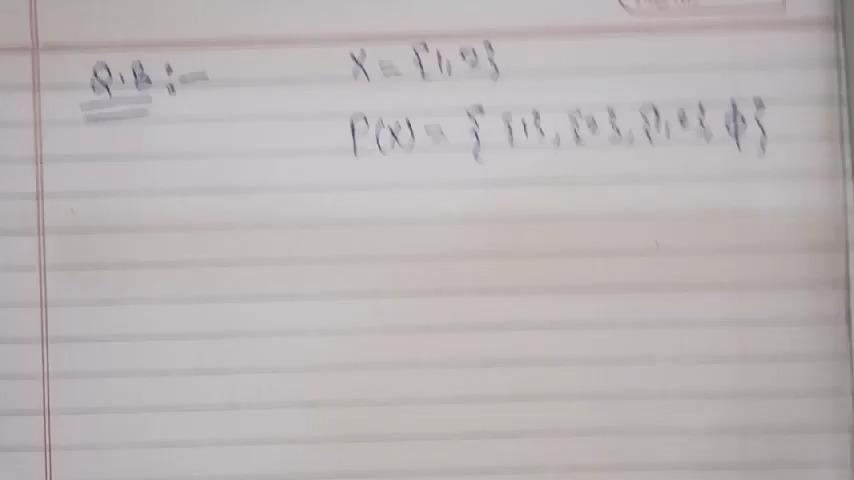 X = {1, 2}
P(X) = { {1}, {2}, {1, 2} φ }